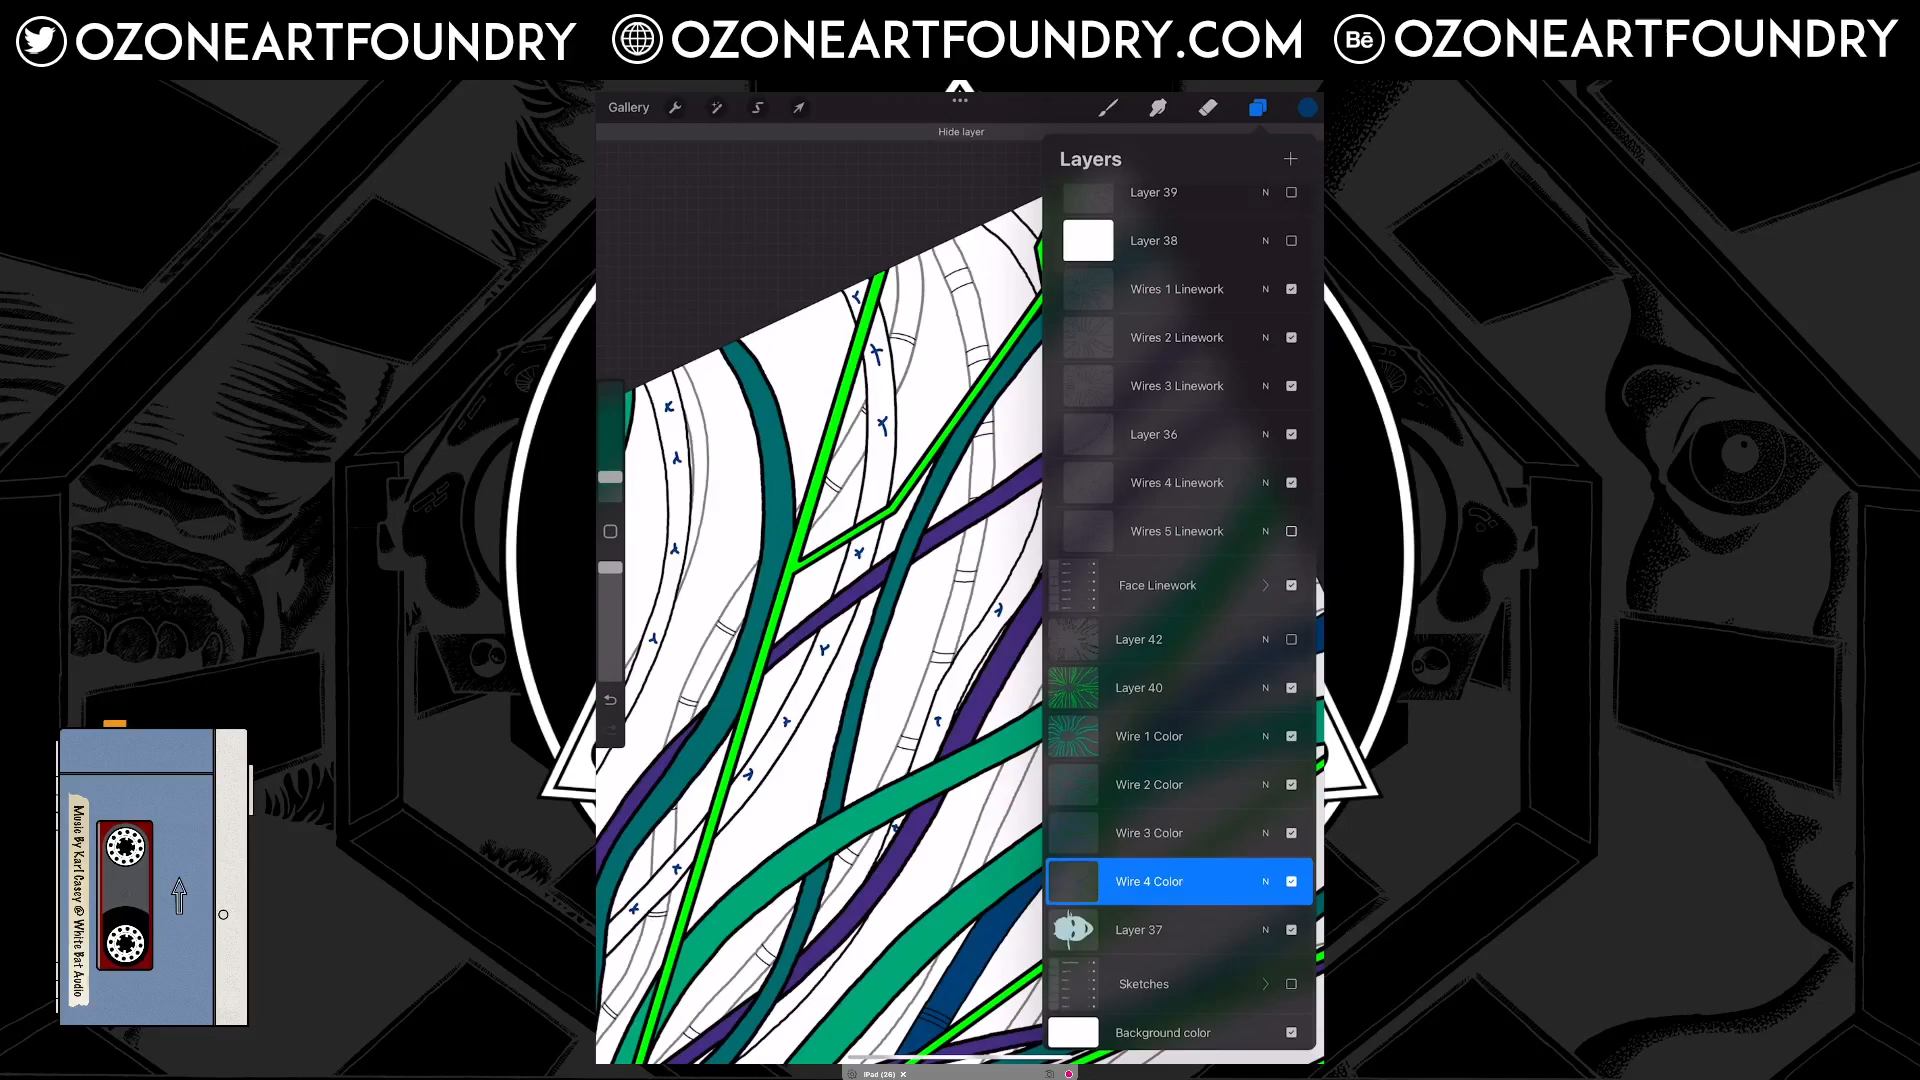 OZONEARTFOUNDRY
OZONEARTFOUNDRY.COM
Bē OZONEARTFOUNDRY
Gallery
Hide layer
Layers
Layer 39 N
Layer 38 N
Wires 1 Linework N
Wires 2 Linework N
Wires 3 Linework N
Layer 36 N
Wires 4 Linework N
Wires 5 Linework N
Face Linework
Layer 42 N
Layer 40 N
Wire 1 Color N
Wire 2 Color N
Wire 3 Color N
Wire 4 Color N
Layer 37 N
Sketches
Background color
Music By Karl Casey @ White Bat Audio
iPad (26)